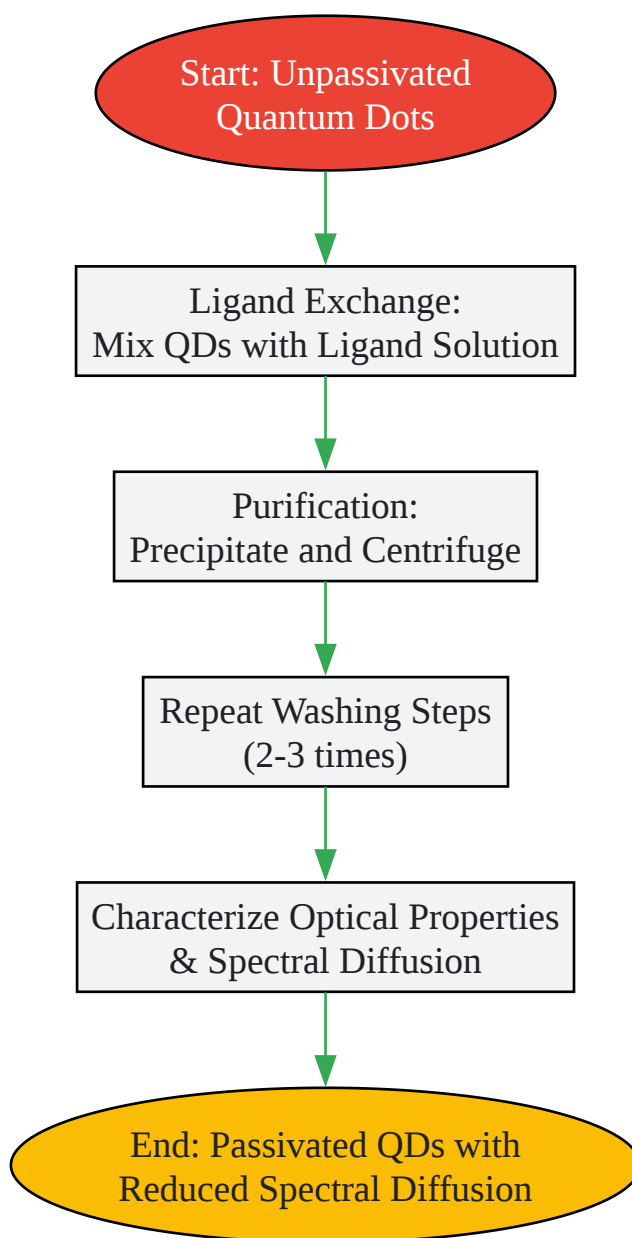 Start: Unpassivated
Quantum Dots
Ligand Exchange:
Mix QDs with Ligand Solution
Purification:
Precipitate and Centrifuge
Repeat Washing Steps
(2-3 times)
Characterize Optical Properties
& Spectral Diffusion
End: Passivated QDs with
Reduced Spectral Diffusion